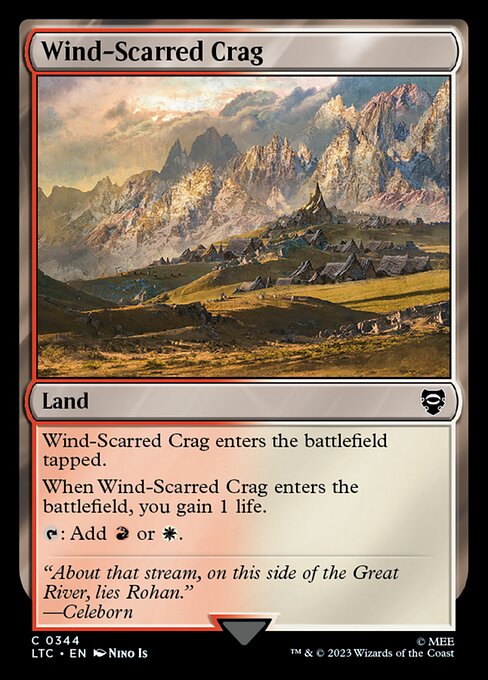 Wind-Scarred Crag
Land
Wind-Scarred Crag enters the battlefield
tapped.
When Wind-Scarred Crag enters the
battlefield, you gain 1 life.
: Add or .
“About that stream, on this side of the Great
River, lies Rohan.”
—Celeborn
C 0344
LTC • EN Nino Is
© MEE
™ & © 2023 Wizards of the Coast